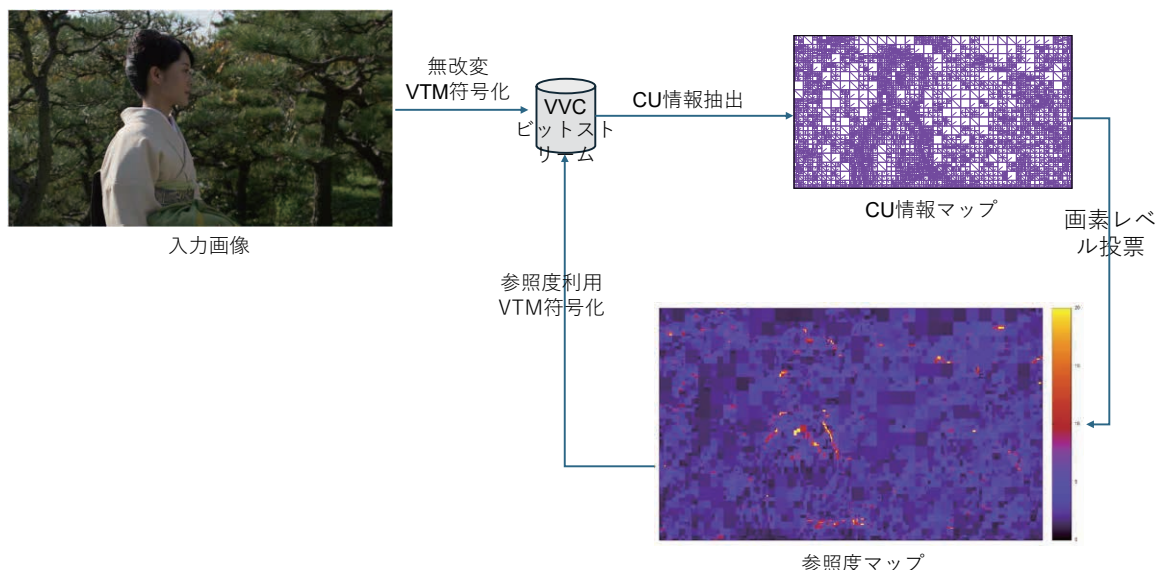 無改変
VTM符号化
VVC
ビットスト
リーム
CU情報抽出
入力画像
CU情報マップ
画素レベ
ル投票
参照度利用
VTM符号化
参照度マップ